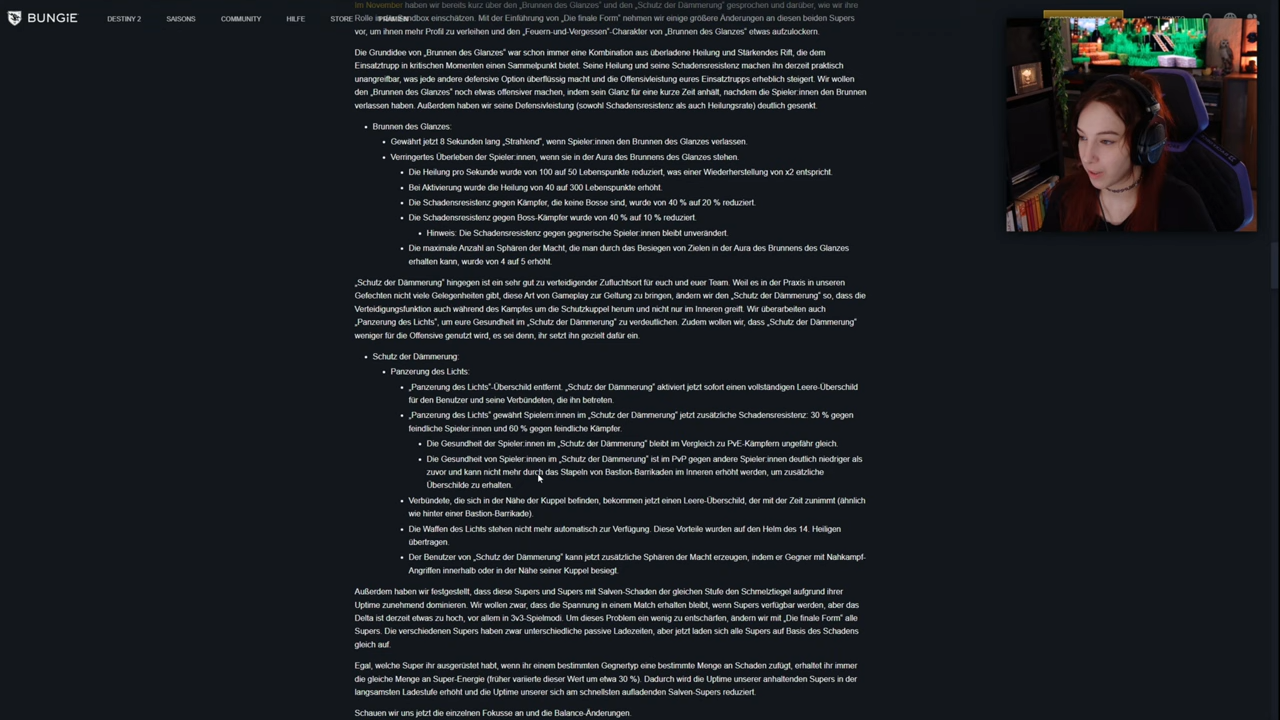 BUNGiE
DESTINY 2
SAISONS
COMMUNITY
HILFE
STORE
PRÄMIEN
im November haben wir bereits kurz über den „Brunnen des Glanzes" und den „Schutz der Dämmerung" gesprochen und darüber, wie wir ihre
Rolle in der Sandbox einschätzen. Mit der Einführung von „Die finale Form" nehmen wir einige größere Änderungen an diesen beiden Supers
vor, um ihnen mehr Profil zu verleihen und den „Feuern-und-Vergessen"-Charakter von „Brunnen des Glanzes" etwas aufzulockern.
Die Grundidee von „Brunnen des Glanzes" war schon immer eine Kombination aus überladene Heilung und Stärkendes Rift, die dem
Einsatztrupp in kritischen Momenten einen Sammelpunkt bietet. Seine Heilung und seine Schadensresistenz machen ihn derzeit praktisch
unangreifbar, was jede andere defensive Option überflüssig macht und die Offensivleistung eures Einsatztrupps erheblich steigert. Wir wollen
den „Brunnen des Glanzes" noch etwas offensiver machen, indem sein Glanz für eine kurze Zeit anhält, nachdem die Spieler:innen den Brunnen
verlassen haben. Außerdem haben wir seine Defensivleistung (sowohl Schadensresistenz als auch Heilungsrate) deutlich gesenkt.
• Brunnen des Glanzes:
• Gewährt jetzt 8 Sekunden lang „Strahlend", wenn Spieler:innen den Brunnen des Glanzes verlassen.
• Verringertes Überleben der Spieler:innen, wenn sie in der Aura des Brunnens des Glanzes stehen.
• Die Heilung pro Sekunde wurde von 100 auf 50 Lebenspunkte reduziert, was einer Wiederherstellung von x2 entspricht.
• Bei Aktivierung wurde die Heilung von 40 auf 300 Lebenspunkte erhöht.
• Die Schadensresistenz gegen Kämpfer, die keine Bosse sind, wurde von 40 % auf 20 % reduziert.
• Die Schadensresistenz gegen Boss-Kämpfer wurde von 40 % auf 10 % reduziert.
• Hinweis: Die Schadensresistenz gegen gegnerische Spieler:innen bleibt unverändert.
• Die maximale Anzahl an Sphären der Macht, die man durch das Besiegen von Zielen in der Aura des Brunnens des Glanzes
erhalten kann, wurde von 4 auf 5 erhöht.
„Schutz der Dämmerung" hingegen ist ein sehr gut zu verteidigender Zufluchtsort für euch und euer Team. Weil es in der Praxis in unseren
Gefechten nicht viele Gelegenheiten gibt, diese Art von Gameplay zur Geltung zu bringen, ändern wir den „Schutz der Dämmerung" so, dass die
Verteidigungsfunktion auch während des Kampfes um die Schutzkuppel herum und nicht nur im Inneren greift. Wir überarbeiten auch
„Panzerung des Lichts", um eure Gesundheit im „Schutz der Dämmerung" zu verdeutlichen. Zudem wollen wir, dass „Schutz der Dämmerung"
weniger für die Offensive genutzt wird, es sei denn, ihr setzt ihn gezielt dafür ein.
• Schutz der Dämmerung:
• Panzerung des Lichts:
• „Panzerung des Lichts"-Überschild entfernt. „Schutz der Dämmerung" aktiviert jetzt sofort einen vollständigen Leere-Überschild
für den Benutzer und seine Verbündeten, die ihn betreten.
• „Panzerung des Lichts" gewährt Spielern:innen im „Schutz der Dämmerung" jetzt zusätzliche Schadensresistenz: 30 % gegen
feindliche Spieler:innen und 60 % gegen feindliche Kämpfer.
• Die Gesundheit der Spieler:innen im „Schutz der Dämmerung" bleibt im Vergleich zu PvE-Kämpfern ungefähr gleich.
• Die Gesundheit von Spieler:innen im „Schutz der Dämmerung" ist im PvP gegen andere Spieler:innen deutlich niedriger als
zuvor und kann nicht mehr durch das Stapeln von Bastion-Barrikaden im Inneren erhöht werden, um zusätzliche
Überschilde zu erhalten.
• Verbündete, die sich in der Nähe der Kuppel befinden, bekommen jetzt einen Leere-Überschild, der mit der Zeit zunimmt (ähnlich
wie hinter einer Bastion-Barrikade).
• Die Waffen des Lichts stehen nicht mehr automatisch zur Verfügung. Diese Vorteile wurden auf den Helm des 14. Heiligen
übertragen.
• Der Benutzer von „Schutz der Dämmerung" kann jetzt zusätzliche Sphären der Macht erzeugen, indem er Gegner mit Nahkampf-
Angriffen innerhalb oder in der Nähe seiner Kuppel besiegt.
Außerdem haben wir festgestellt, dass diese Supers und Supers mit Salven-Schaden der gleichen Stufe den Schmelztiegel aufgrund ihrer
Uptime zunehmend dominieren. Wir wollen zwar, dass die Spannung in einem Match erhalten bleibt, wenn Supers verfügbar werden, aber das
Delta ist derzeit etwas zu hoch, vor allem in 3v3-Spielmodi. Um dieses Problem ein wenig zu entschärfen, ändern wir mit „Die finale Form" alle
Supers. Die verschiedenen Supers haben zwar unterschiedliche passive Ladezeiten, aber jetzt laden sich alle Supers auf Basis des Schadens
gleich auf.
Egal, welche Super ihr ausgerüstet habt, wenn ihr einem bestimmten Gegnertyp eine bestimmte Menge an Schaden zufügt, erhaltet ihr immer
die gleiche Menge an Super-Energie (früher variierte dieser Wert um etwa 30 %). Dadurch wird die Uptime unserer anhaltenden Supers in der
langsamsten Ladestufe erhöht und die Uptime unserer sich am schnellsten aufladenden Salven-Supers reduziert.
Schauen wir uns jetzt die einzelnen Fokusse an und die Balance-Änderungen.